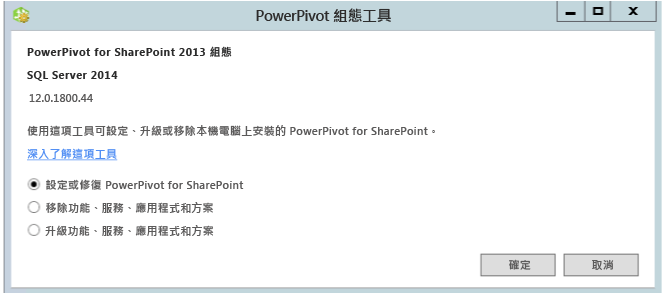 PowerPivot 組態工具
PowerPivot for SharePoint 2013 組態
SQL Server 2014
12.0.1800.44
使用這項工具可設定、升級或移除本機電腦上安裝的 PowerPivot for SharePoint。
深入了解這項工具
設定或修復 PowerPivot for SharePoint
移除功能、服務、應用程式和方案
升級功能、服務、應用程式和方案
確定 取消